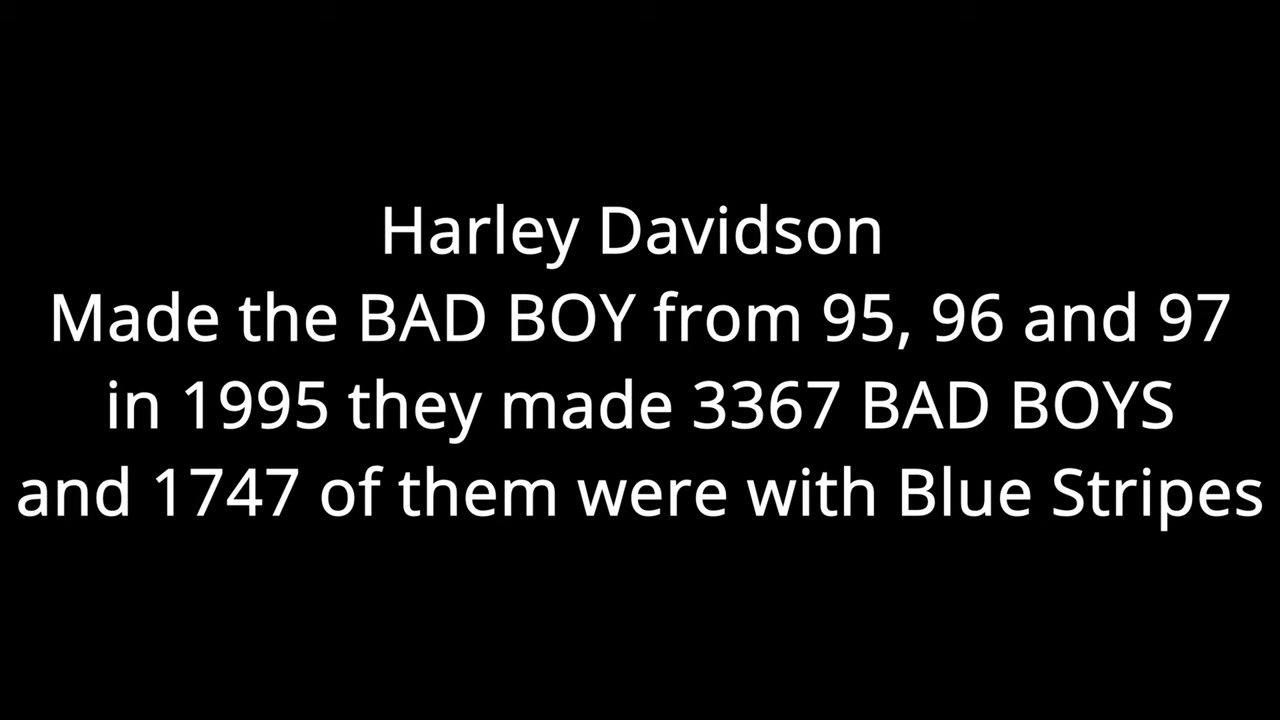 Harley Davidson
Made the BAD BOY from 95, 96 and 97
in 1995 they made 3367 BAD BOYS
and 1747 of them were with Blue Stripes